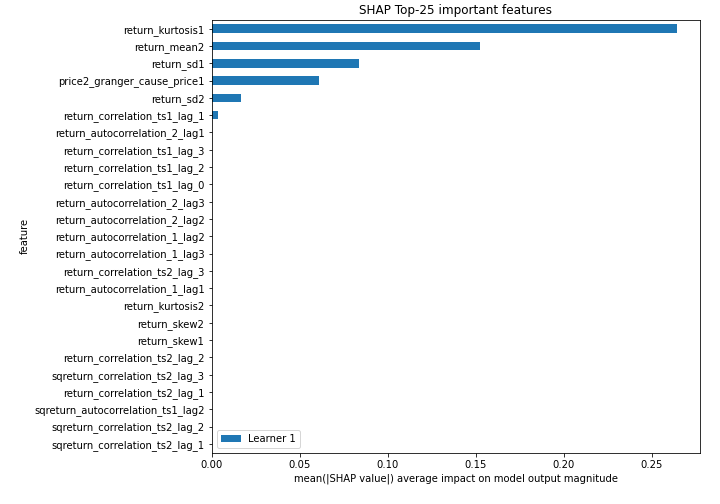 SHAP Top-25 important features
return_kurtosis1
return_mean2
return_sd1
price2_granger_cause_price1
return_sd2
return_correlation_ts1_lag_1
return_autocorrelation_2_lag1
return_correlation_ts1_lag_3
return_correlation_ts1_lag_2
return_correlation_ts1_lag_0
return_autocorrelation_2_lag3
return_autocorrelation_2_lag2
return_autocorrelation_1_lag2
return_autocorrelation_1_lag3
return_correlation_ts2_lag_3
return_autocorrelation_1_lag1
return_kurtosis2
return_skew2
return_skew1
return_correlation_ts2_lag_2
sqreturn_correlation_ts2_lag_3
return_correlation_ts2_lag_1
sqreturn_autocorrelation_ts1_lag2
sqreturn_correlation_ts2_lag_2
sqreturn_correlation_ts2_lag_1
feature
Learner 1
0.00 0.05 0.10 0.15 0.20 0.25
mean(|SHAP value|) average impact on model output magnitude